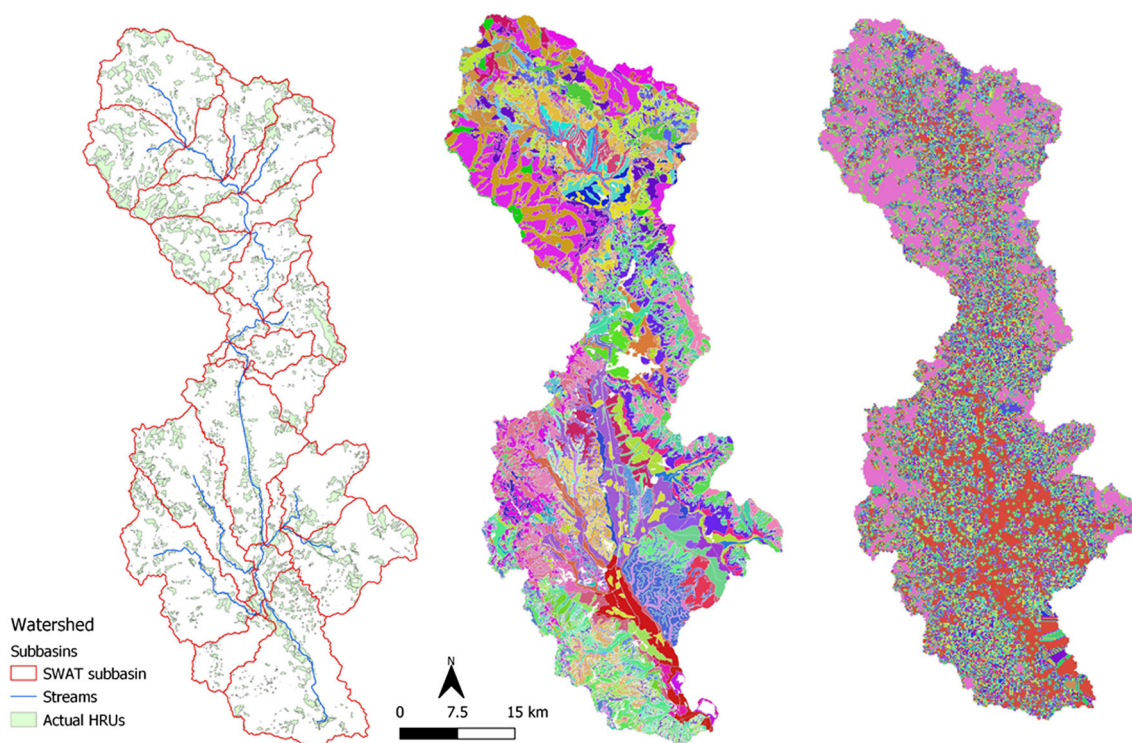 Watershed
Subbasins
SWAT subbasin
Streams
Actual HRUs
N
0 7.5 15 km